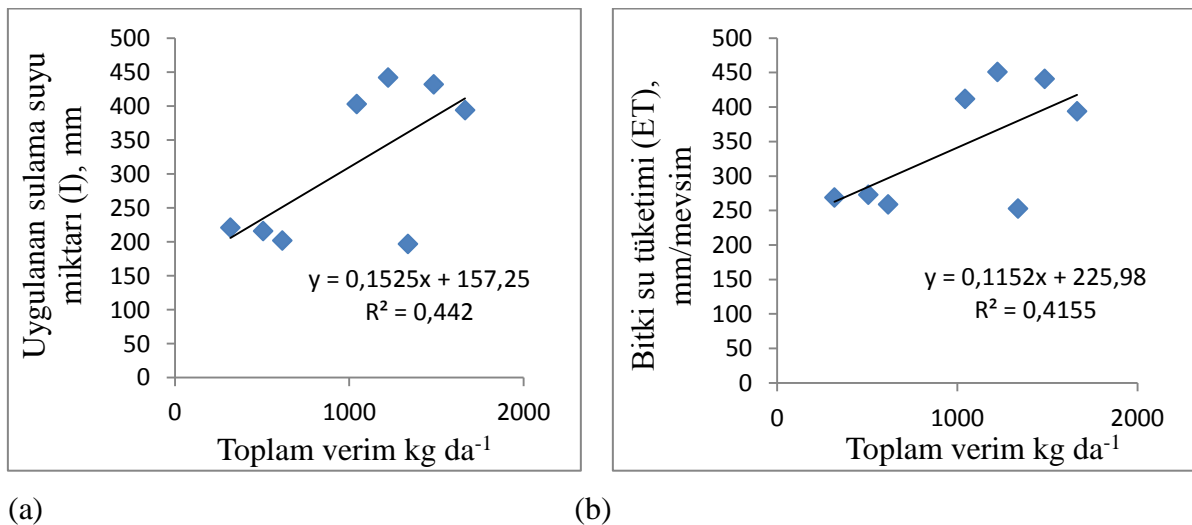 Uygulanan sulama suyu
miktarı (I), mm
500
450
400
350
300
250
200
150
100
50
0
y = 0,1525x + 157,25
R² = 0,442
0 1000 2000
Toplam verim kg da-1
(a)
Bitki su tüketimi (ET),
mm/mevsim
500
450
400
350
300
250
200
150
100
50
0
y = 0,1152x + 225,98
R² = 0,4155
0 1000 2000
Toplam verim kg da-1
(b)